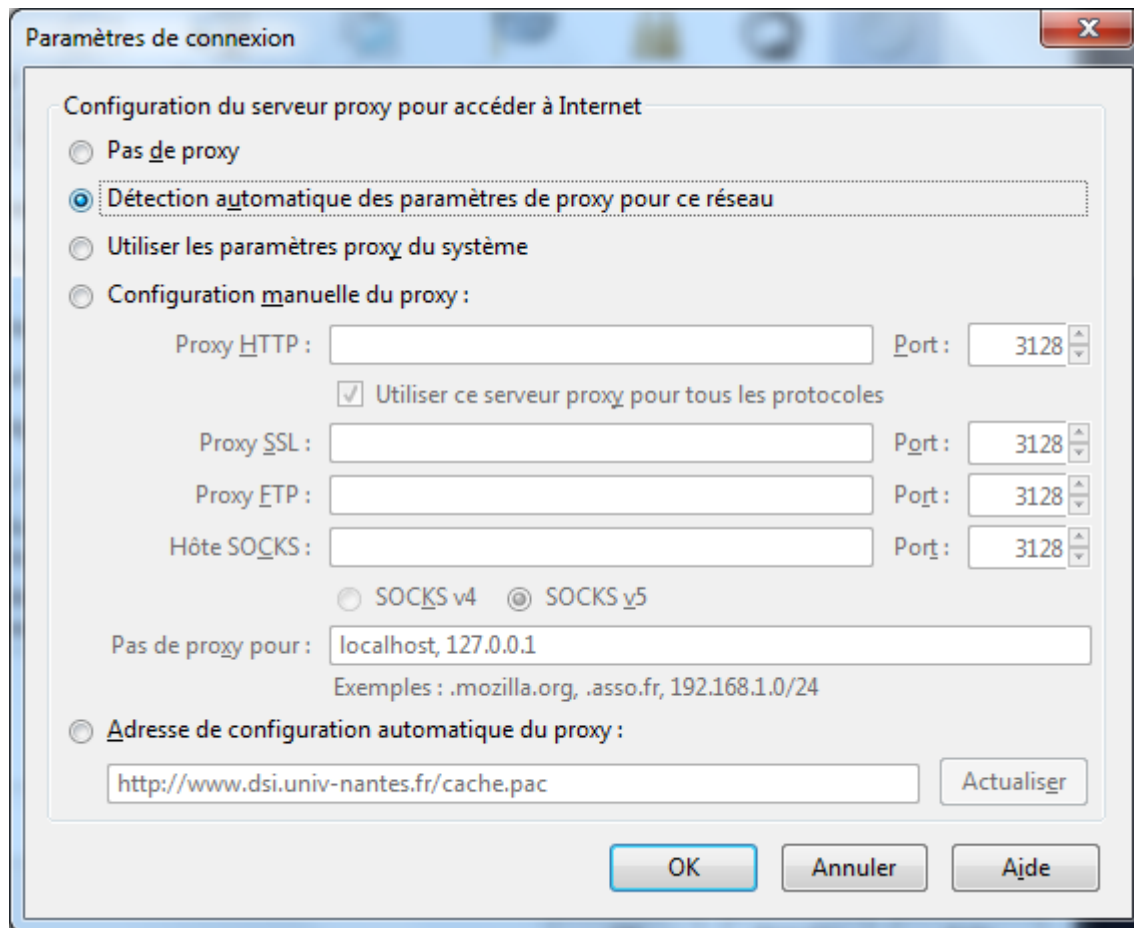 Paramètres de connexion
Configuration du serveur proxy pour accéder à Internet
Pas de proxy
Détection automatique des paramètres de proxy pour ce réseau
Utiliser les paramètres proxy du système
Configuration manuelle du proxy :
Proxy HTTP : Port : 3128
Utiliser ce serveur proxy pour tous les protocoles
Proxy SSL : Port : 3128
Proxy FTP : Port : 3128
Hôte SOCKS : Port : 3128
SOCKS v4 SOCKS v5
Pas de proxy pour : localhost, 127.0.0.1
Exemples : .mozilla.org, .asso.fr, 192.168.1.0/24
Adresse de configuration automatique du proxy :
http://www.dsi.univ-nantes.fr/cache.pac Actualiser
OK Annuler Aide